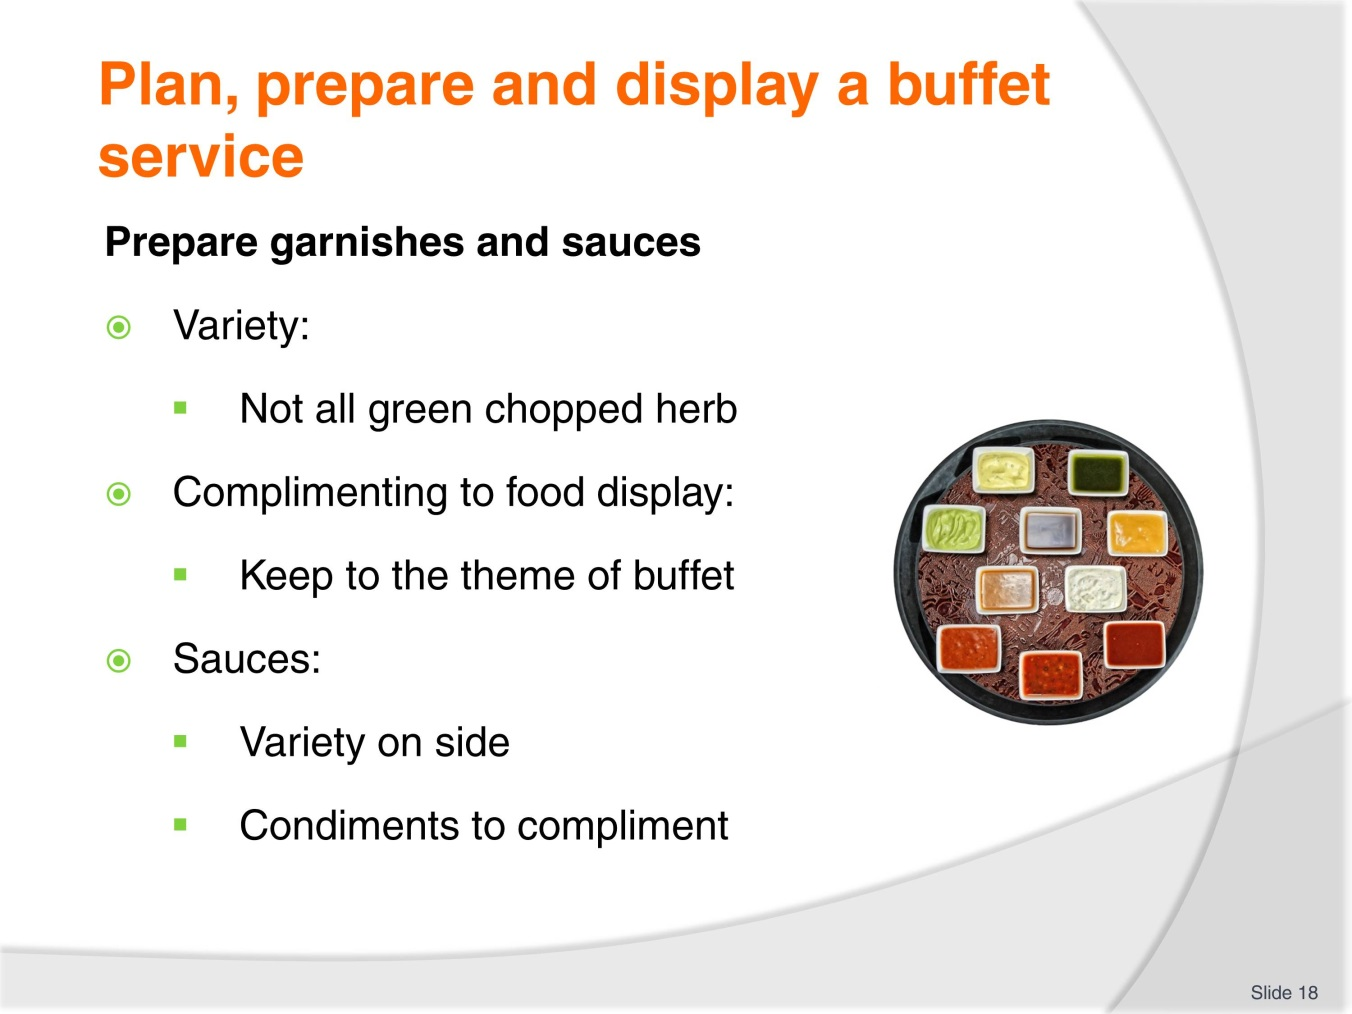 Plan, prepare and display a buffet
service
Prepare garnishes and sauces
Variety:
Not all green chopped herb
Complimenting to food display:
Keep to the theme of buffet
Sauces:
Variety on side
Condiments to compliment
Slide 18